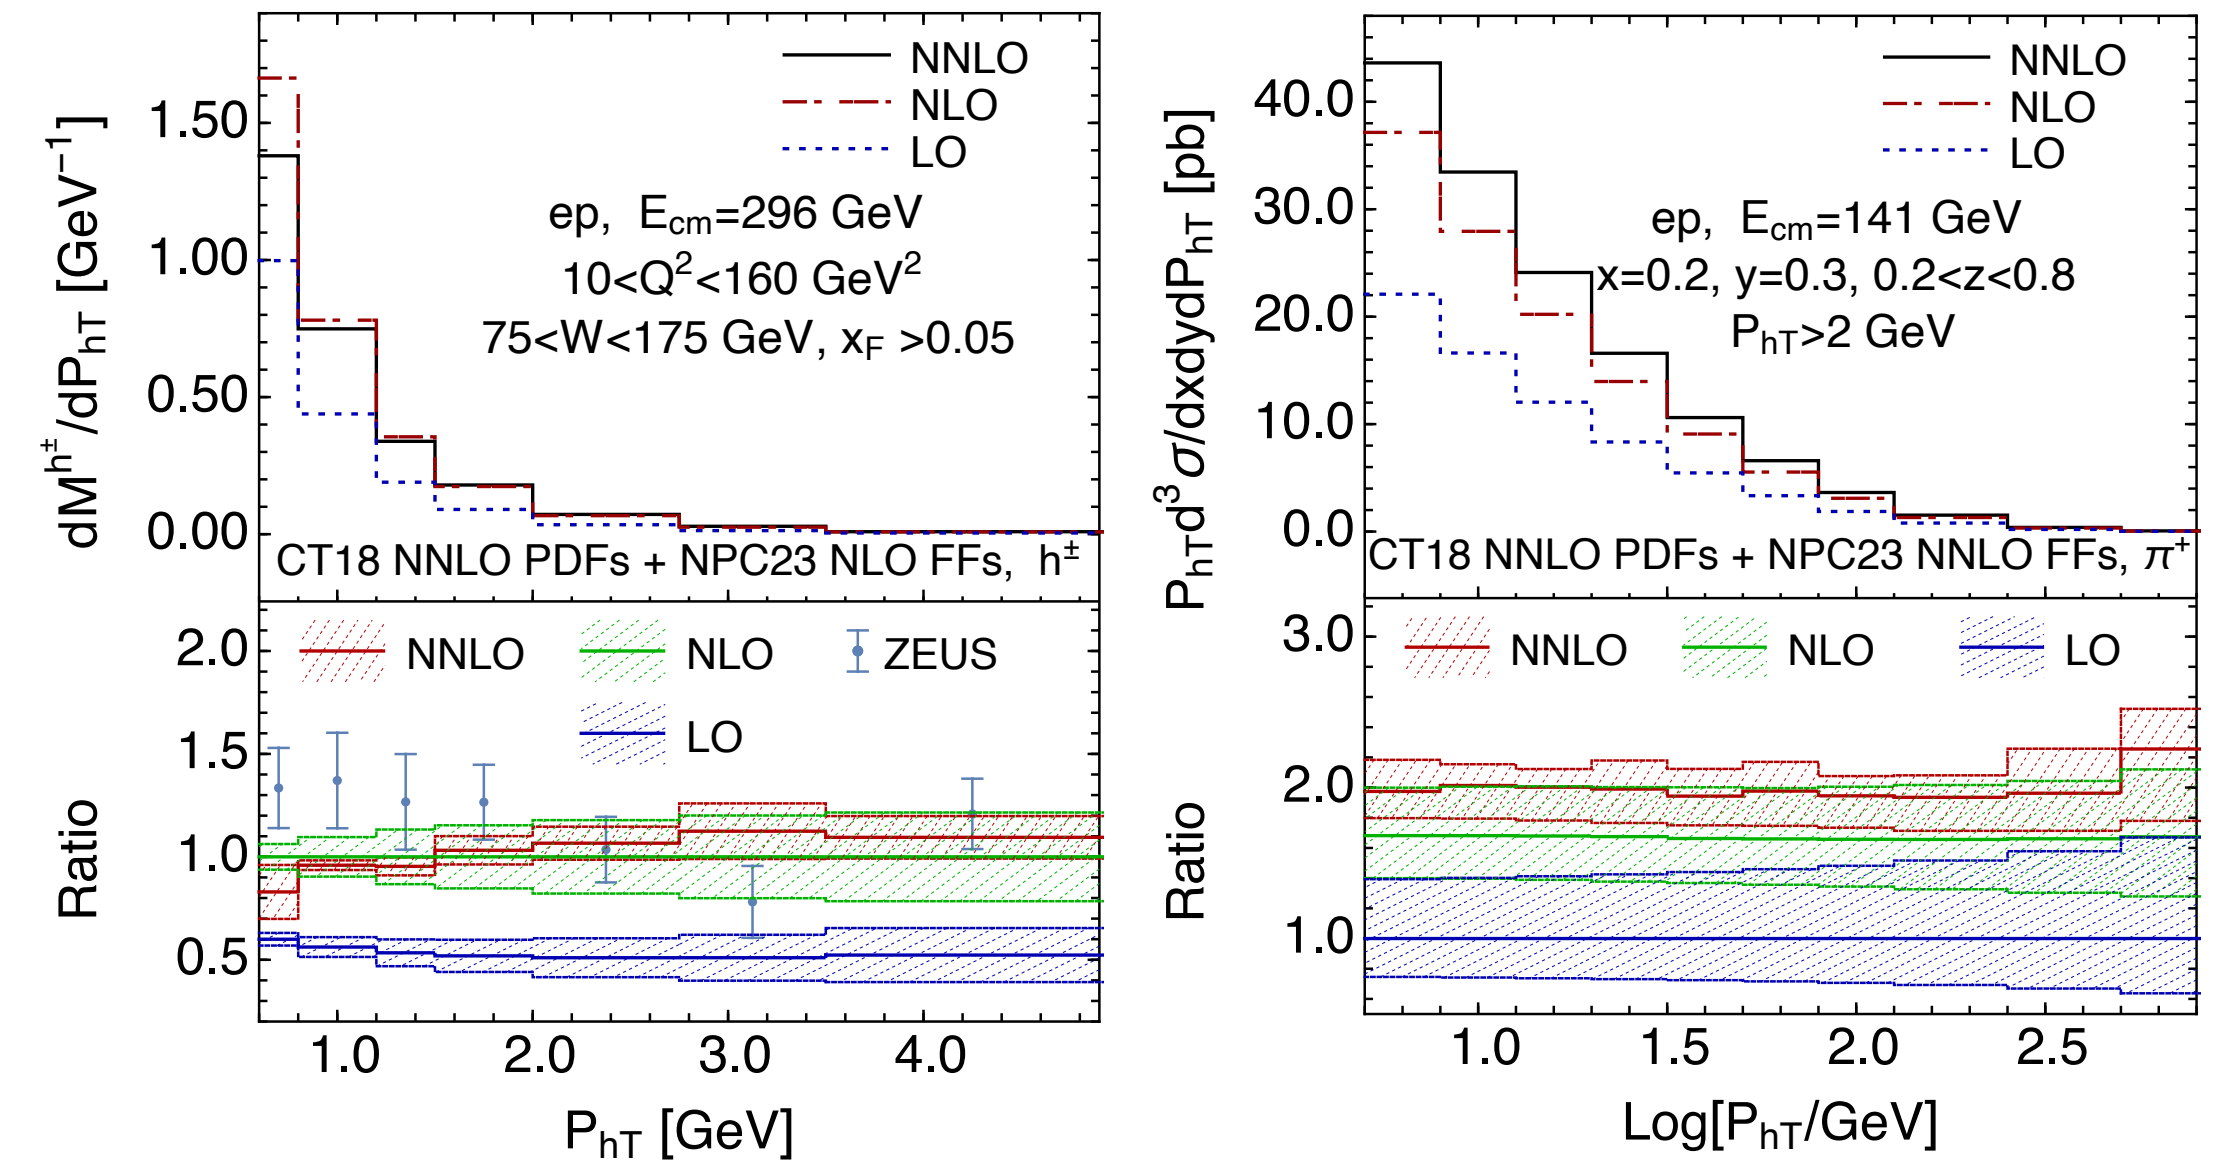 NNLO
NLO
LO
ep, E_cm=296 GeV
10<Q²<160 GeV²
75<W<175 GeV, x_F >0.05
1.50
1.00
0.50
0.00
dM^h±/dP_hT [GeV⁻¹]
CT18 NNLO PDFs + NPC23 NLO FFs, h±
NNLO
NLO
ZEUS
LO
2.0
1.5
1.0
0.5
Ratio
1.0 2.0 3.0 4.0
P_hT [GeV]
NNLO
NLO
LO
ep, E_cm=141 GeV
x=0.2, y=0.3, 0.2<z<0.8
P_hT>2 GeV
40.0
30.0
20.0
10.0
0.0
P_hT d³σ/dxdydP_hT [pb]
CT18 NNLO PDFs + NPC23 NNLO FFs, π⁺
NNLO
NLO
LO
3.0
2.0
1.0
Ratio
1.0 1.5 2.0 2.5
Log[P_hT/GeV]